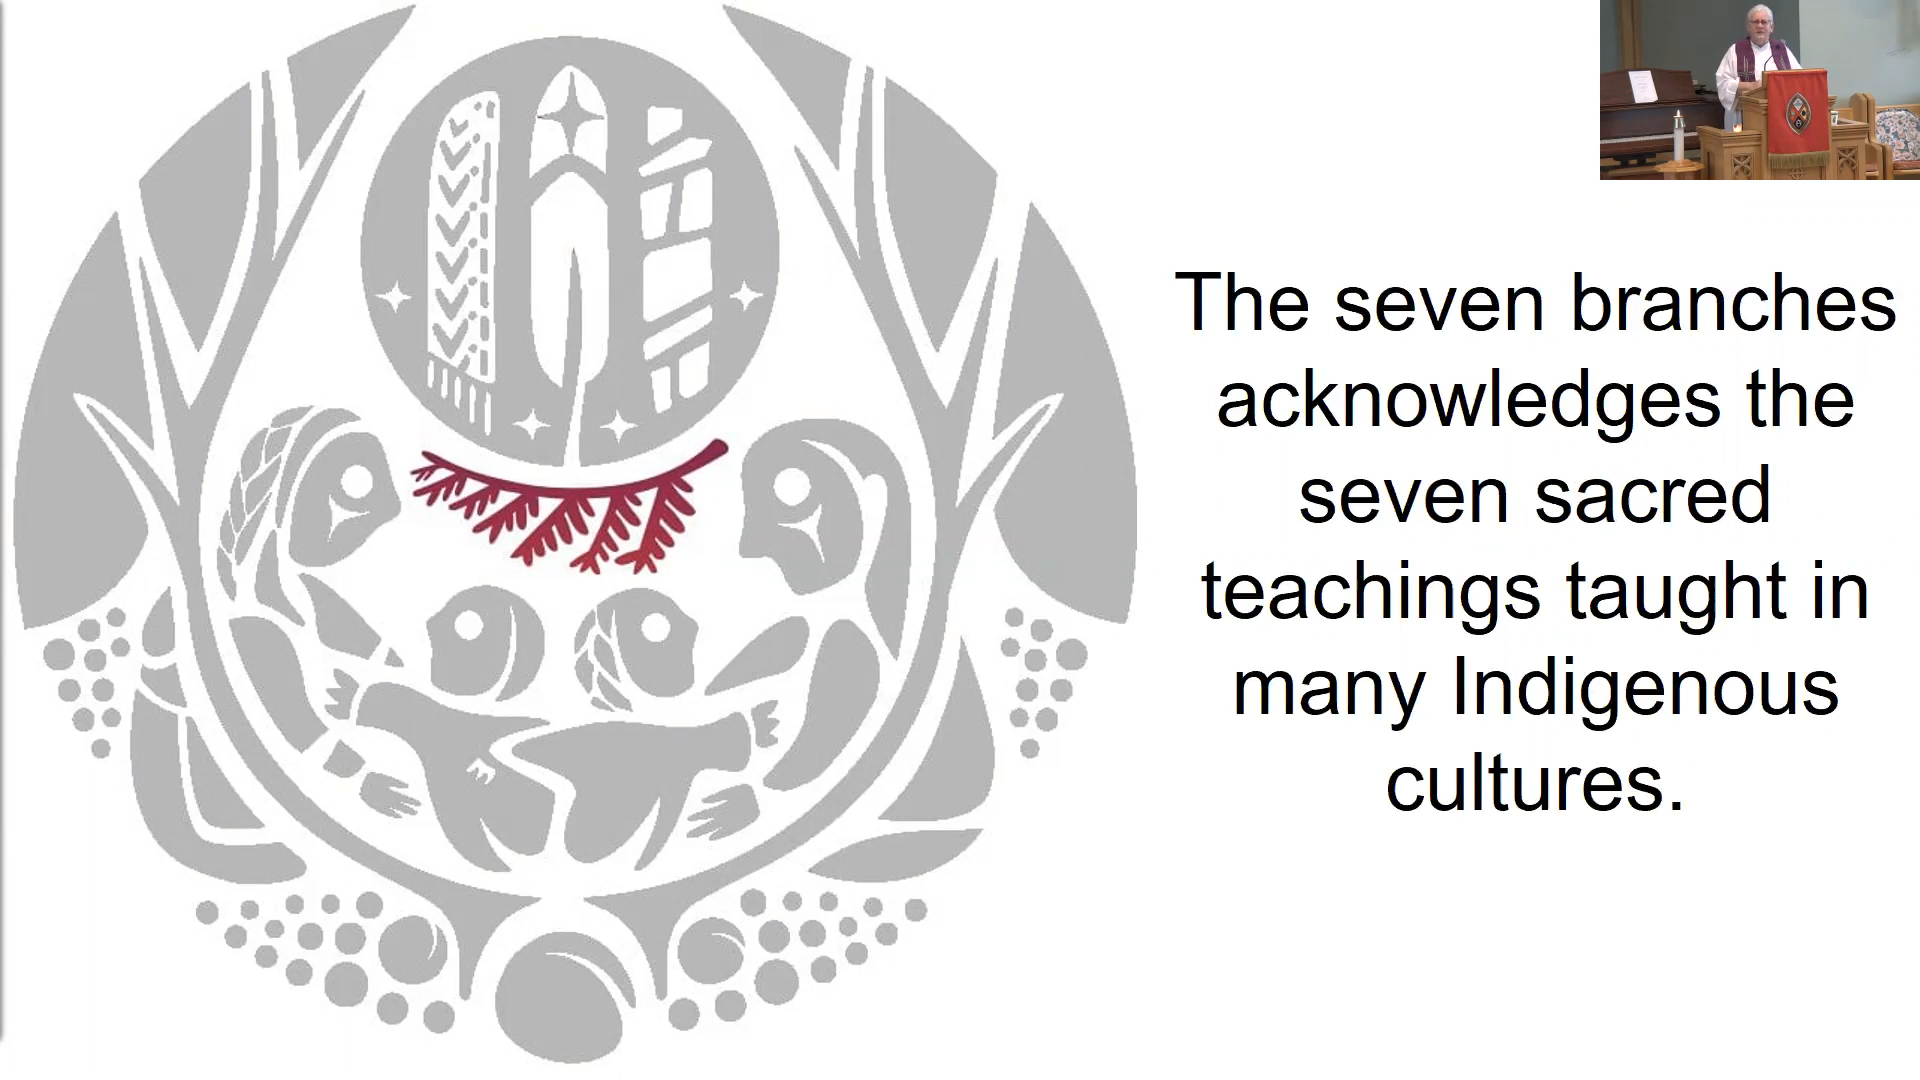 The seven branches
acknowledges the
seven sacred
teachings taught in
many Indigenous
cultures.